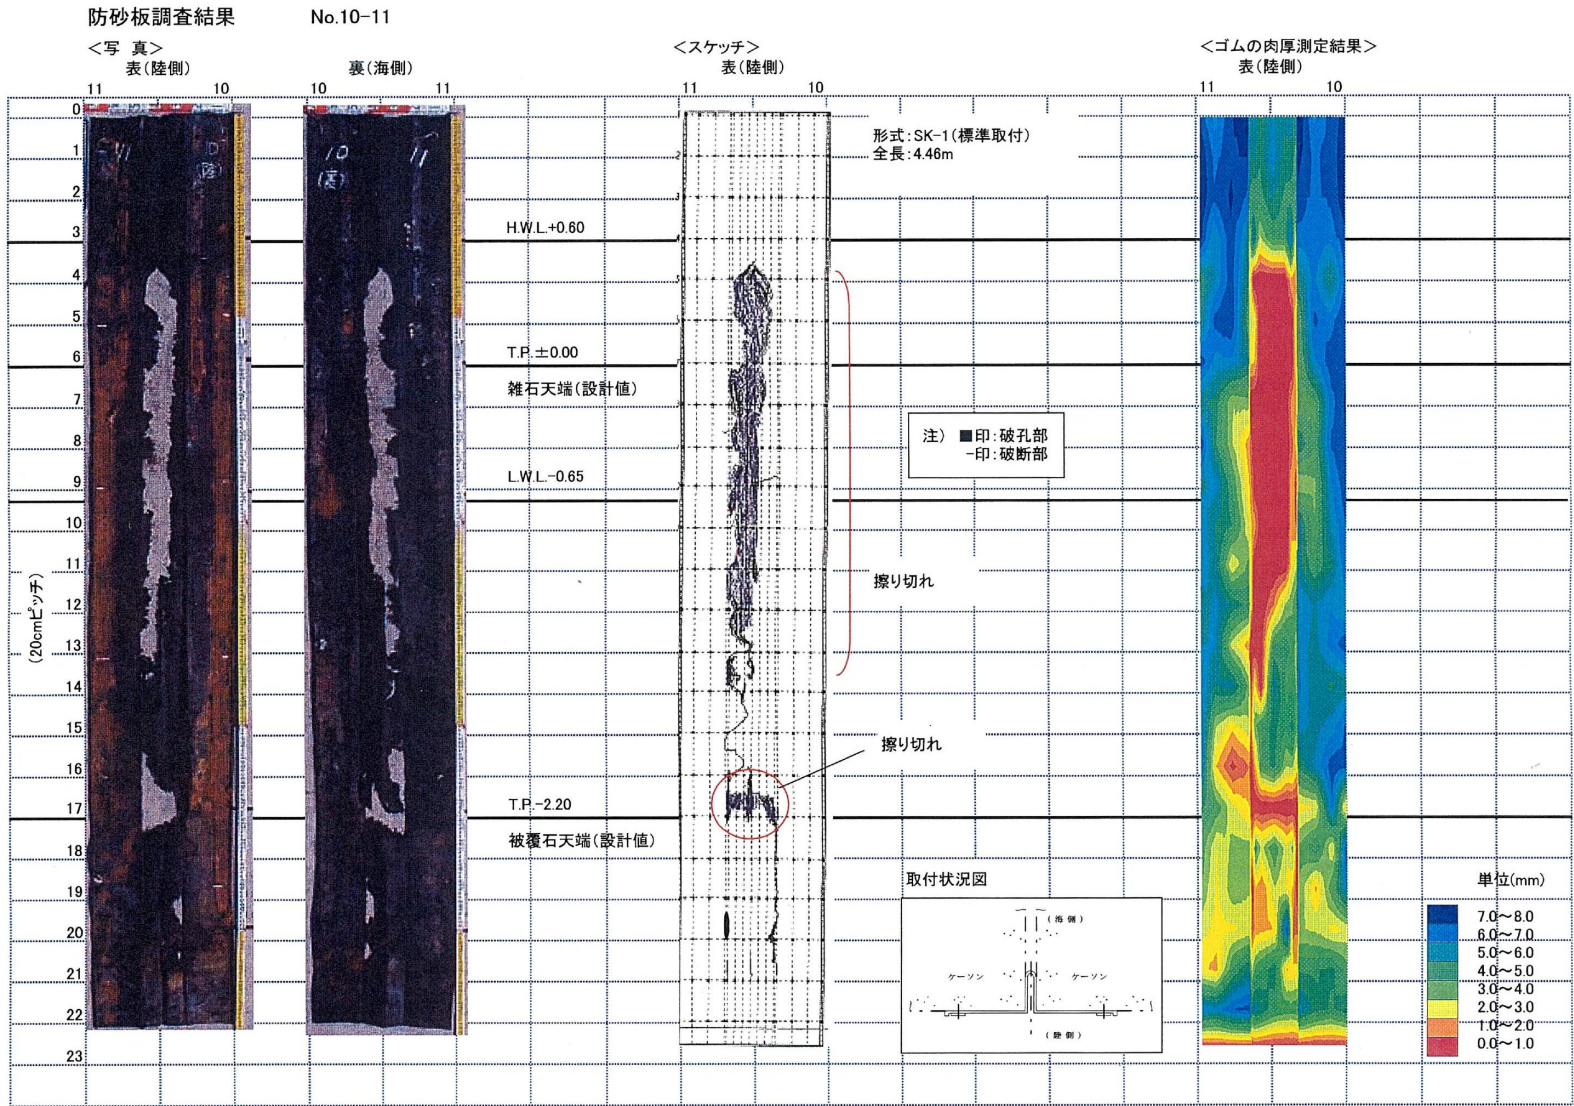 防砂板調査結果 No.10-11
<写 真>
表(陸側)
裏(海側)
<スケッチ>
表(陸側)
<ゴムの肉厚測定結果>
表(陸側)
11 10
10 11
11 10
11 10
0
1
2
3
4
5
6
7
8
9
10
11
12
13
14
15
16
17
18
19
20
21
22
23
(20cmピッチ)
11
10
(陸)
10 11
(裏)
H.W.L.+0.60
T.P.±0.00
雑石天端(設計値)
L.W.L.-0.65
T.P.-2.20
被覆石天端(設計値)
形式:SK-1(標準取付)
全長:4.46m
注) ■印:破孔部
-印:破断部
擦り切れ
擦り切れ
取付状況図
(海側)
ケーソン ケーソン
(陸側)
単位(mm)
7.0~8.0
6.0~7.0
5.0~6.0
4.0~5.0
3.0~4.0
2.0~3.0
1.0~2.0
0.0~1.0